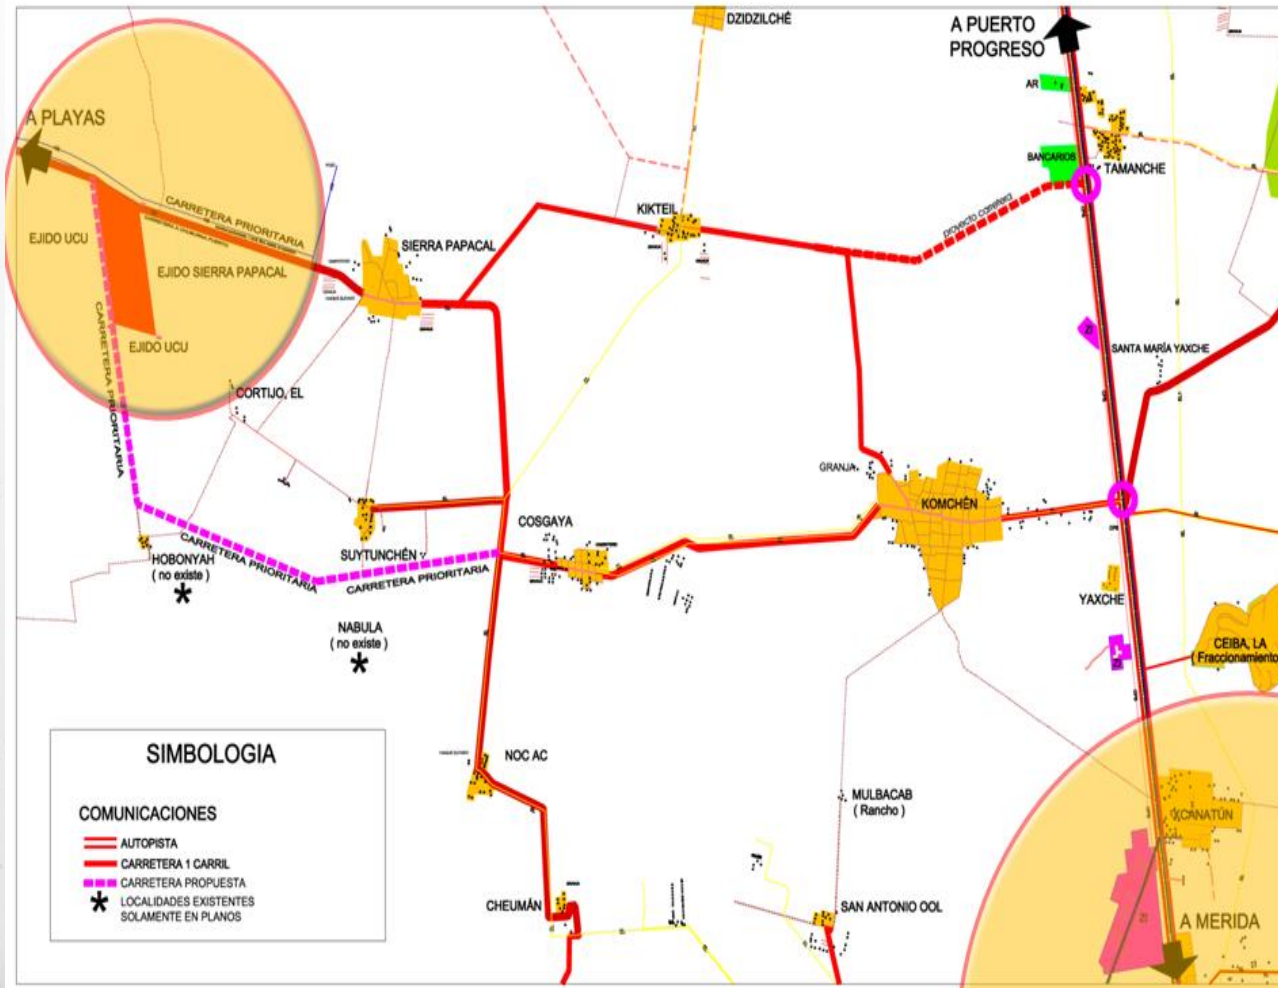 DZIDZILCHÉ
A PUERTO
PROGRESO
AR
A PLAYAS
BANCARIOS
TAMANCHE
CARRETERA PRIORITARIA
KIKTEIL
proyecto carretera
EJIDO UCU
SIERRA PAPACAL
EJIDO SIERRA PAPACAL
ZI
EJIDO UCU
SANTA MARÍA YAXCHE
CARRETERA PRIORITARIA
CORTIJO, EL
GRANJA
KOMCHÉN
COSGAYA
SUYTUNCHÉN
HOBONYAH
( no existe )
*
CARRETERA PRIORITARIA
CARRETERA PRIORITARIA
YAXCHE
NABULA
( no existe )
*
CEIBA, LA
( Fraccionamiento
ZI
NOC AC
MULBACAB
( Rancho )
XCANATÚN
CHEUMÁN
SAN ANTONIO OOL
ZI
A MERIDA
SIMBOLOGIA
COMUNICACIONES
AUTOPISTA
CARRETERA 1 CARRIL
CARRETERA PROPUESTA
* LOCALIDADES EXISTENTES
SOLAMENTE EN PLANOS